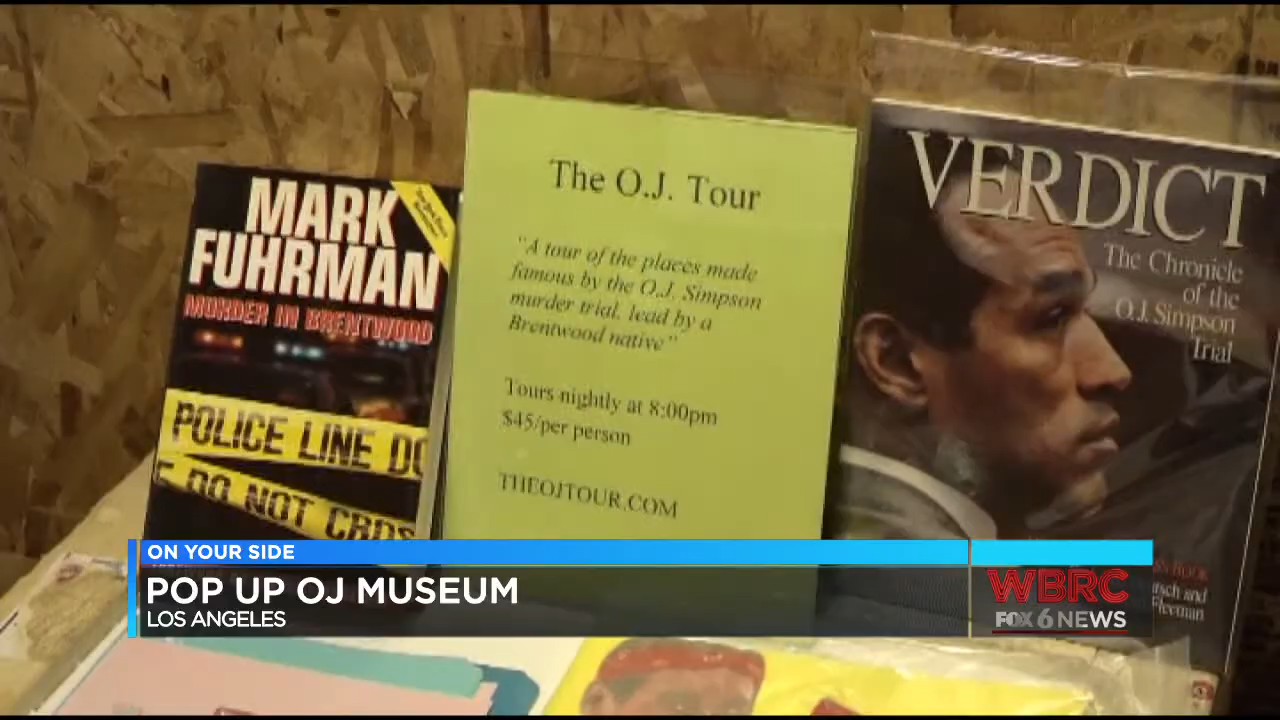 MARK
FUHRMAN
MURDER IN BRENTWOOD
POLICE LINE DO
E DO NOT CROS
The O.J. Tour
"A tour of the places made
famous by the O.J. Simpson
murder trial, lead by a
Brentwood native"
Tours nightly at 8:00pm
$45/per person
THEOJTOUR.COM
VERDICT
The Chronicle
of the
O.J. Simpson
Trial
BOOK
and
Fleeman
ON YOUR SIDE
POP UP OJ MUSEUM
LOS ANGELES
WBRC
FOX 6 NEWS